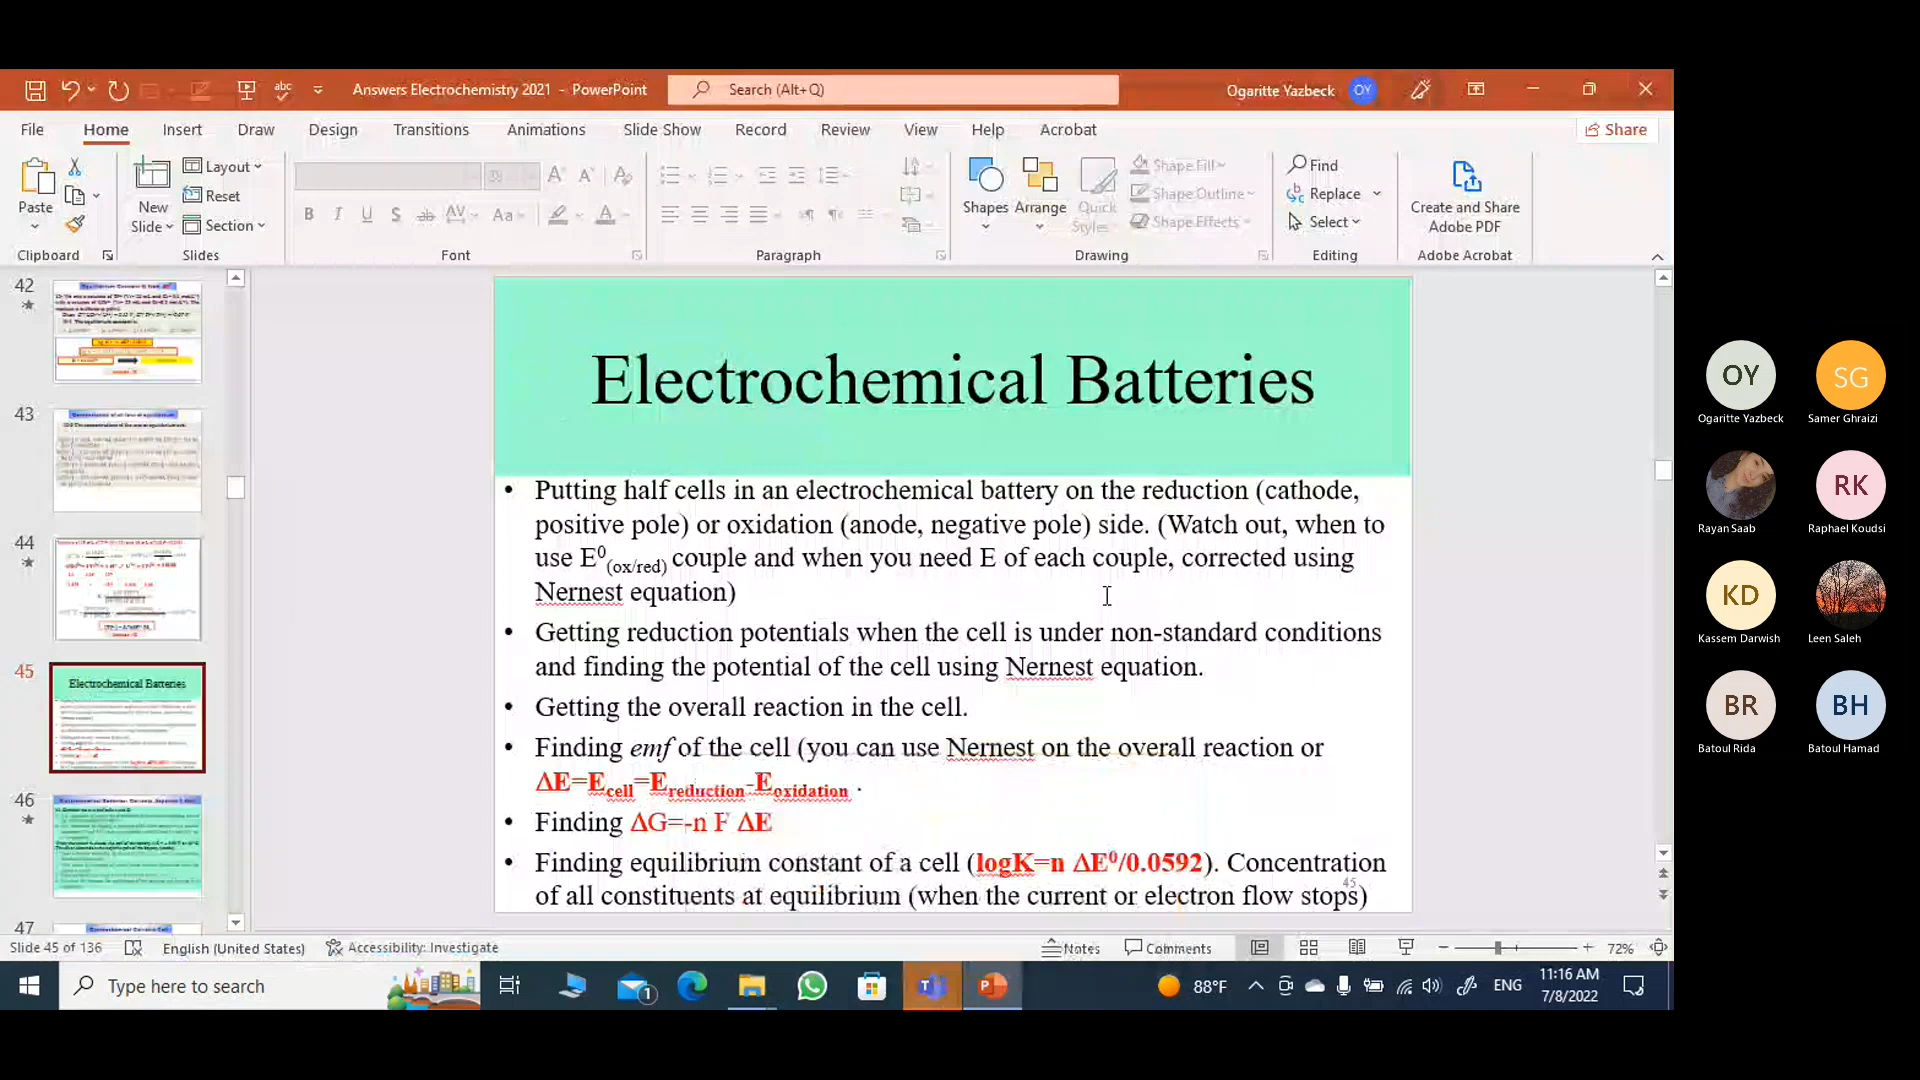 Answers Electrochemistry 2021 - PowerPoint
Search (Alt+Q)
Ogaritte Yazbeck OY
File Home Insert Draw Design Transitions Animations Slide Show Record Review View Help Acrobat Share
Paste
New Slide
Layout
Reset
Section
Shapes
Arrange
Quick Styles
Shape Fill
Shape Outline
Shape Effects
Find
Replace
Select
Create and Share
Adobe PDF
Clipboard Slides Font Paragraph Drawing Editing Adobe Acrobat
42
43
44
45
Electrochemical Batteries
46
47
Electrochemical Batteries
• Putting half cells in an electrochemical battery on the reduction (cathode,
positive pole) or oxidation (anode, negative pole) side. (Watch out, when to
use E⁰(ox/red) couple and when you need E of each couple, corrected using
Nernest equation)
• Getting reduction potentials when the cell is under non-standard conditions
and finding the potential of the cell using Nernest equation.
• Getting the overall reaction in the cell.
• Finding emf of the cell (you can use Nernest on the overall reaction or
ΔE=Ecell=Ereduction-Eoxidation .
• Finding ΔG=-n F ΔE
• Finding equilibrium constant of a cell (logK=n ΔE⁰/0.0592). Concentration
of all constituents at equilibrium (when the current or electron flow stops)
45
Slide 45 of 136 English (United States) Accessibility: Investigate Notes Comments 72%
Type here to search
1
88°F
ENG
11:16 AM
7/8/2022
OY
Ogaritte Yazbeck
SG
Samer Ghraizi
Rayan Saab
RK
Raphael Koudsi
KD
Kassem Darwish
Leen Saleh
BR
Batoul Rida
BH
Batoul Hamad